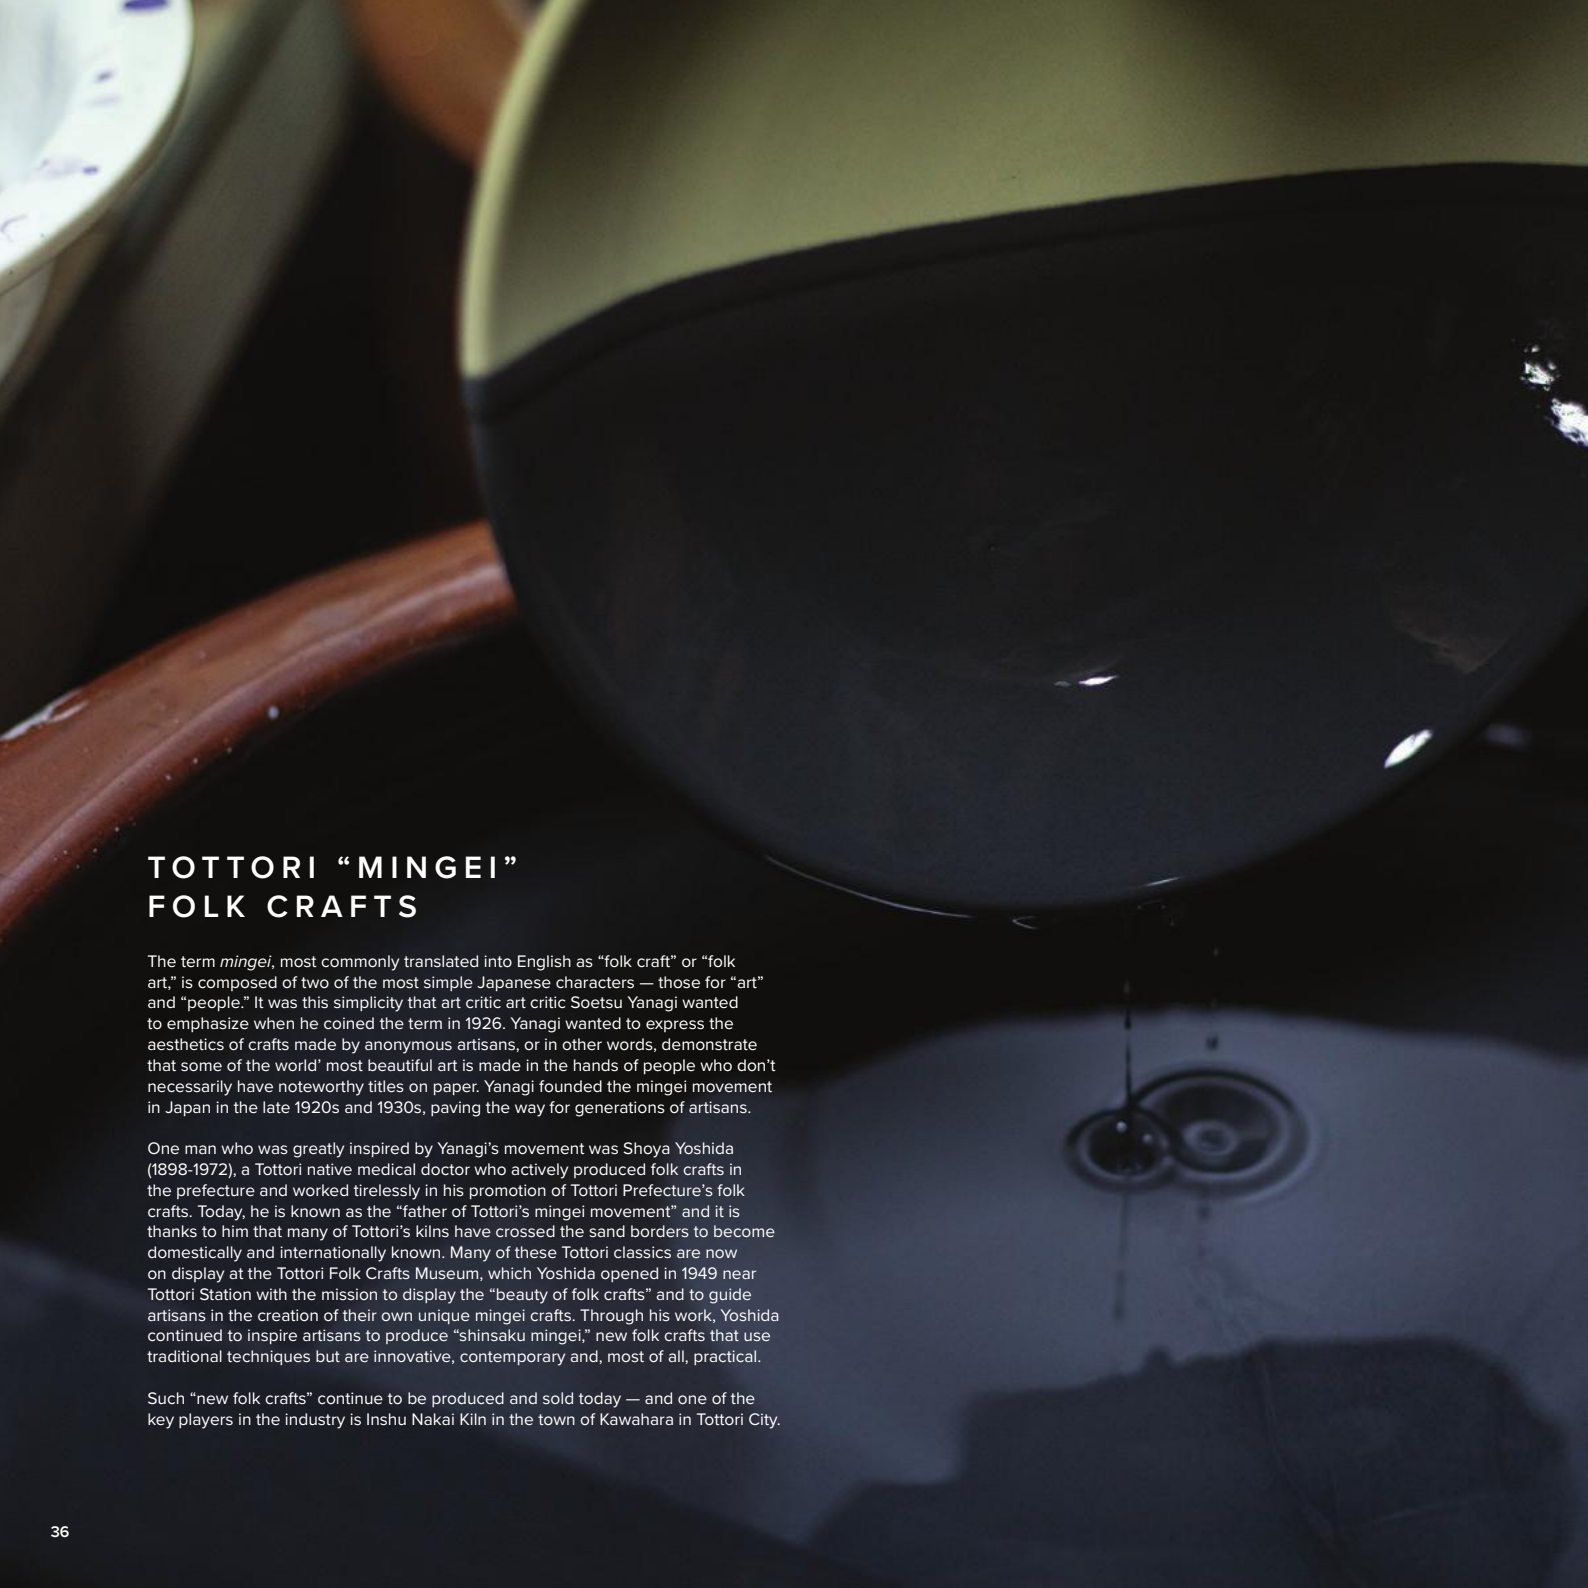 TOTTORI “MINGEI”
FOLK CRAFTS
The term mingei, most commonly translated into English as “folk craft” or “folk
art,” is composed of two of the most simple Japanese characters — those for “art”
and “people.” It was this simplicity that art critic art critic Soetsu Yanagi wanted
to emphasize when he coined the term in 1926. Yanagi wanted to express the
aesthetics of crafts made by anonymous artisans, or in other words, demonstrate
that some of the world’ most beautiful art is made in the hands of people who don’t
necessarily have noteworthy titles on paper. Yanagi founded the mingei movement
in Japan in the late 1920s and 1930s, paving the way for generations of artisans.
One man who was greatly inspired by Yanagi’s movement was Shoya Yoshida
(1898-1972), a Tottori native medical doctor who actively produced folk crafts in
the prefecture and worked tirelessly in his promotion of Tottori Prefecture’s folk
crafts. Today, he is known as the “father of Tottori’s mingei movement” and it is
thanks to him that many of Tottori’s kilns have crossed the sand borders to become
domestically and internationally known. Many of these Tottori classics are now
on display at the Tottori Folk Crafts Museum, which Yoshida opened in 1949 near
Tottori Station with the mission to display the “beauty of folk crafts” and to guide
artisans in the creation of their own unique mingei crafts. Through his work, Yoshida
continued to inspire artisans to produce “shinsaku mingei,” new folk crafts that use
traditional techniques but are innovative, contemporary and, most of all, practical.
Such “new folk crafts” continue to be produced and sold today — and one of the
key players in the industry is Inshu Nakai Kiln in the town of Kawahara in Tottori City.
36